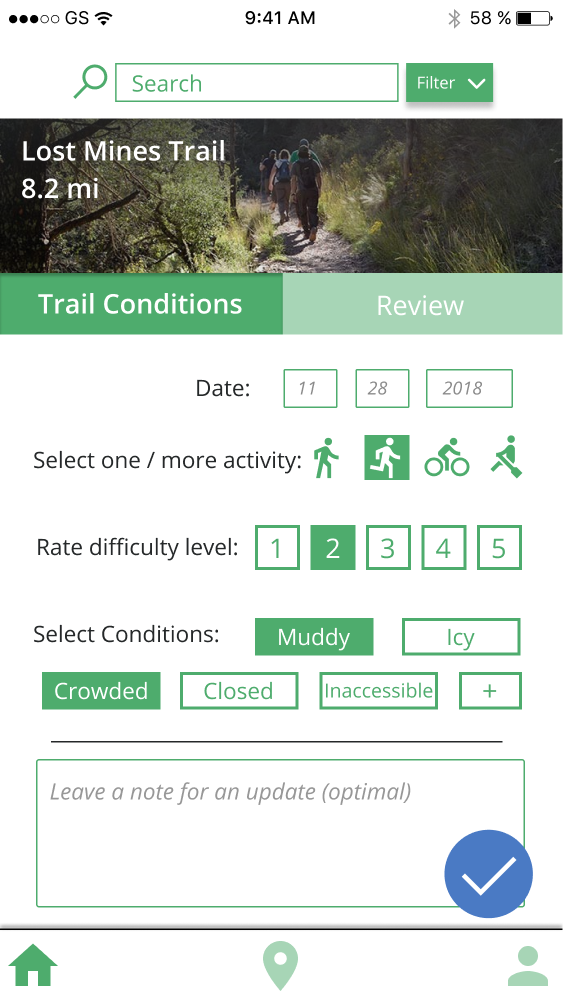 GS 9:41 AM 58 %
Search Filter
Lost Mines Trail
8.2 mi
Trail Conditions Review
Date: 11 28 2018
Select one / more activity:
Rate difficulty level: 1 2 3 4 5
Select Conditions: Muddy Icy
Crowded Closed Inaccessible +
Leave a note for an update (optimal)